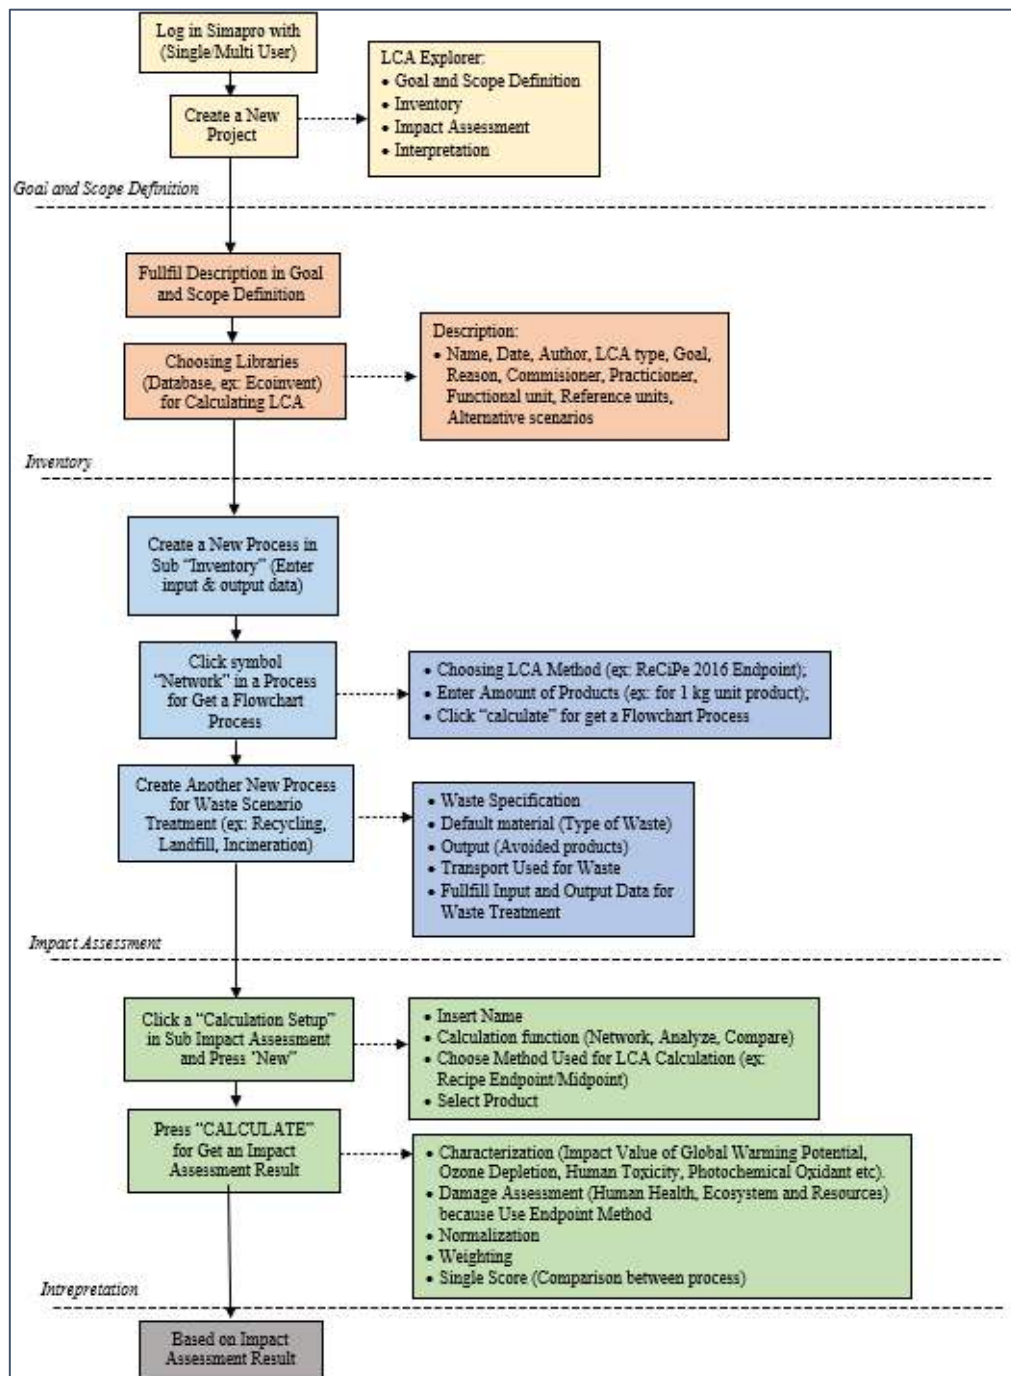 Log in Simapro with
(Single/Multi User)
LCA Explorer:
• Goal and Scope Definition
• Inventory
• Impact Assessment
• Interpretation
Create a New
Project
Goal and Scope Definition
Fullfil Description in Goal
and Scope Definition
Choosing Libraries
(Database, ex: Ecoinvent)
for Calculating LCA
Description:
• Name, Date, Author, LCA type, Goal,
Reason, Commisioner, Practicioner,
Functional unit, Reference units,
Alternative scenarios
Inventory
Create a New Process in
Sub “Inventory” (Enter
input & output data)
Click symbol
“Network” in a Process
for Get a Flowchart
Process
• Choosing LCA Method (ex: ReCiPe 2016 Endpoint);
• Enter Amount of Products (ex: for 1 kg unit product);
• Click “calculate” for get a Flowchart Process
Create Another New Process
for Waste Scenario
Treatment (ex: Recycling,
Landfill, Incineration)
• Waste Specification
• Default material (Type of Waste)
• Output (Avoided products)
• Transport Used for Waste
• Fullfill Input and Output Data for
Waste Treatment
Impact Assessment
Click a “Calculation Setup”
in Sub Impact Assessment
and Press "New"
• Insert Name
• Calculation function (Network, Analyze, Compare)
• Choose Method Used for LCA Calculation (ex:
Recipe Endpoint/Midpoint)
• Select Product
Press “CALCULATE”
for Get an Impact
Assessment Result
• Characterization (Impact Value of Global Warming Potential,
Ozone Depletion, Human Toxicity, Photochemical Oxidant etc).
• Damage Assessment (Human Health, Ecosystem and Resources)
because Use Endpoint Method
• Normalization
• Weighting
• Single Score (Comparison between process)
Intrepretation
Based on Impact
Assessment Result